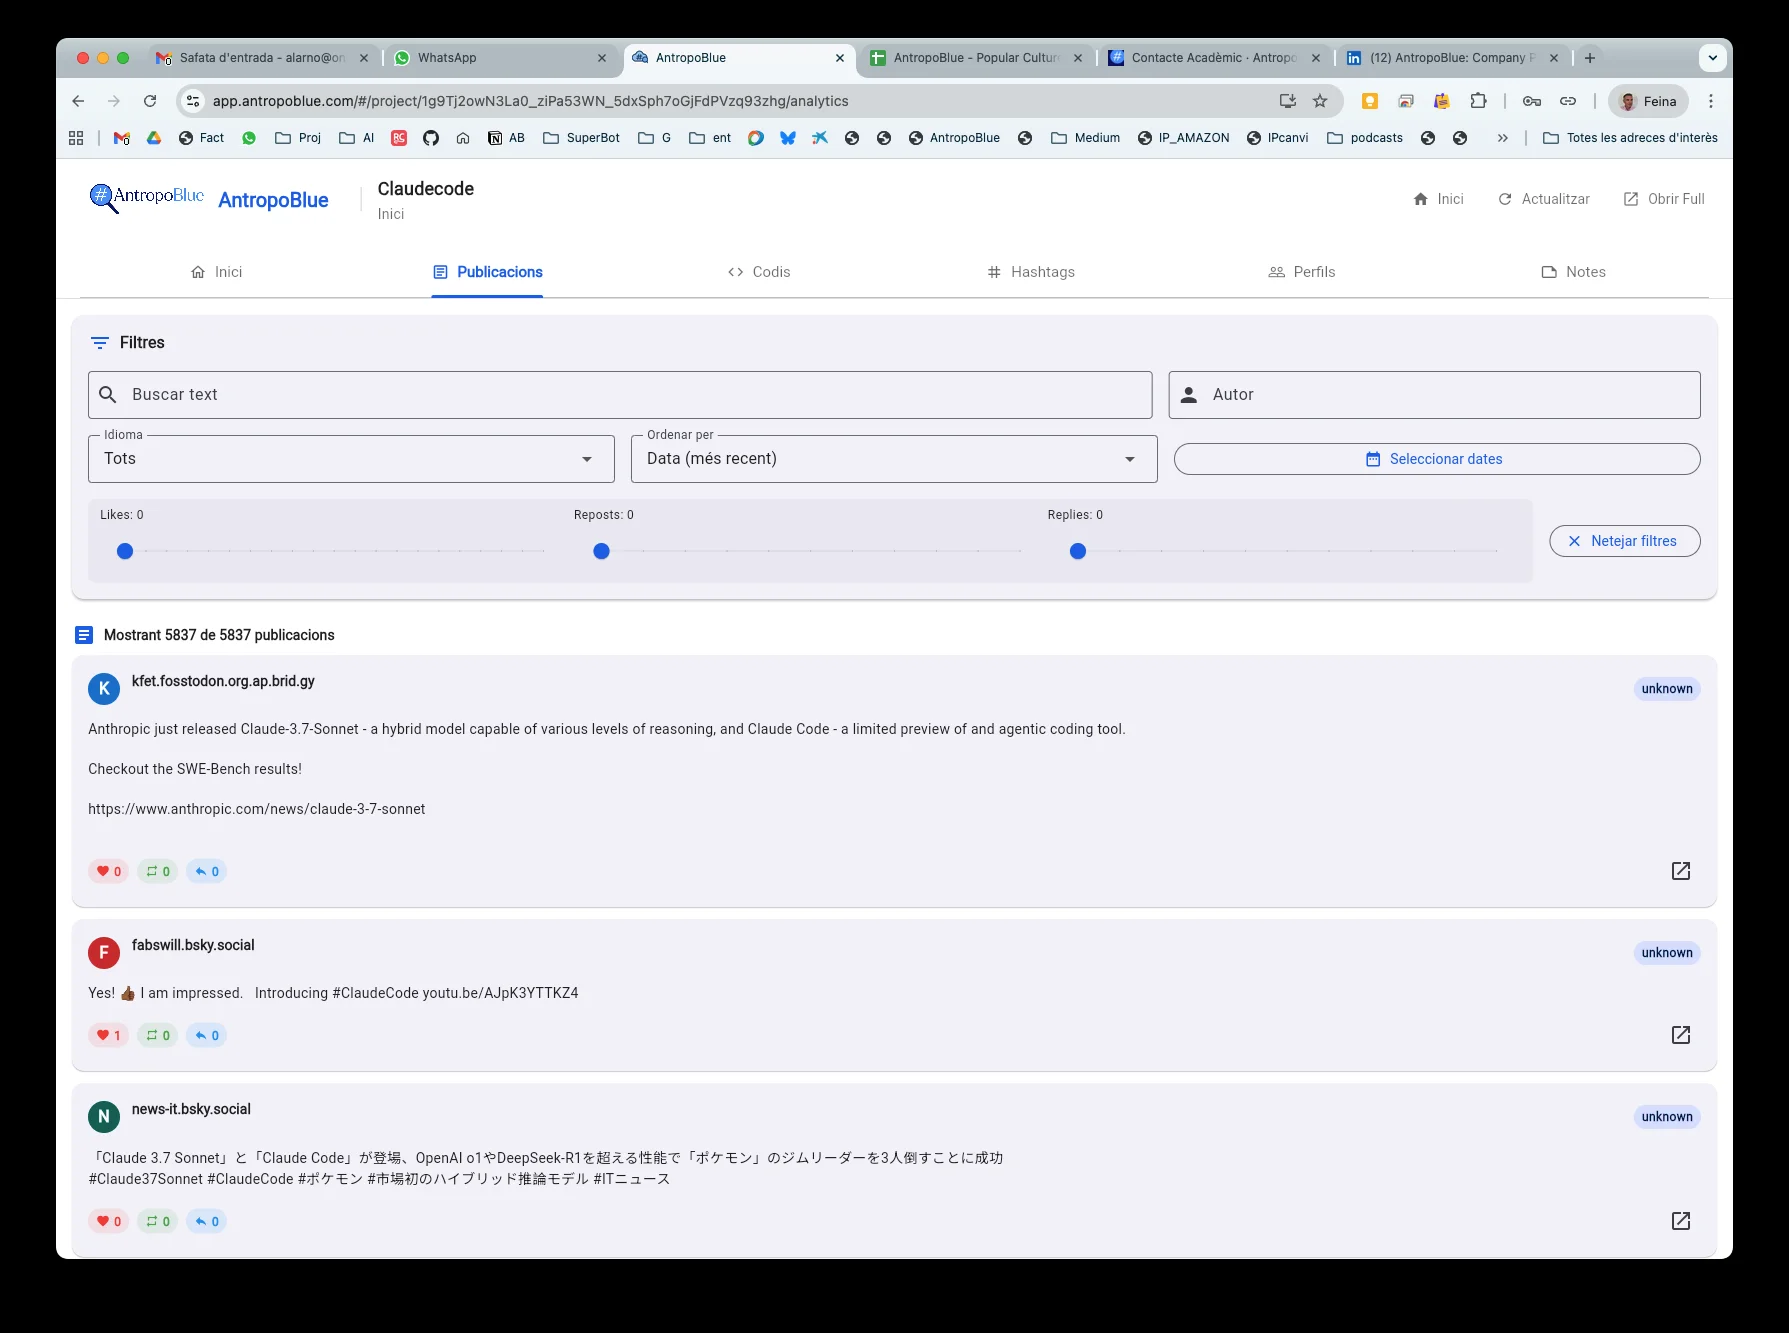 Safata d'entrada - alarno@on
WhatsApp
AntropoBlue
AntropoBlue - Popular Cultur
Contacte Acadèmic · Antropo
(12) AntropoBlue: Company P
app.antropoblue.com/#/project/1g9Tj2owN3La0_ziPa53WN_5dxSph7oGjFdPVzq93zhg/analytics
Feina
Fact
Proj
AI
AB
SuperBot
G
ent
AntropoBlue
Medium
IP_AMAZON
IPcanvi
podcasts
Totes les adreces d'interès
#AntropoBlue
AntropoBlue
Claudecode
Inici
Inici
Actualitzar
Obrir Full
Inici
Publicacions
Codis
Hashtags
Perfils
Notes
Filtres
Buscar text
Autor
Idioma
Tots
Ordenar per
Data (més recent)
Seleccionar dates
Likes: 0
Reposts: 0
Replies: 0
Netejar filtres
Mostrant 5837 de 5837 publicacions
K
kfet.fosstodon.org.ap.brid.gy
unknown
Anthropic just released Claude-3.7-Sonnet - a hybrid model capable of various levels of reasoning, and Claude Code - a limited preview of and agentic coding tool.
Checkout the SWE-Bench results!
https://www.anthropic.com/news/claude-3-7-sonnet
0 0 0
F
fabswill.bsky.social
unknown
Yes! 👍🏾 I am impressed. Introducing #ClaudeCode youtu.be/AJpK3YTTKZ4
1 0 0
N
news-it.bsky.social
unknown
「Claude 3.7 Sonnet」と「Claude Code」が登場、OpenAI o1やDeepSeek-R1を超える性能で「ポケモン」のジムリーダーを3人倒すことに成功
#Claude37Sonnet #ClaudeCode #ポケモン #市場初のハイブリッド推論モデル #ITニュース
0 0 0